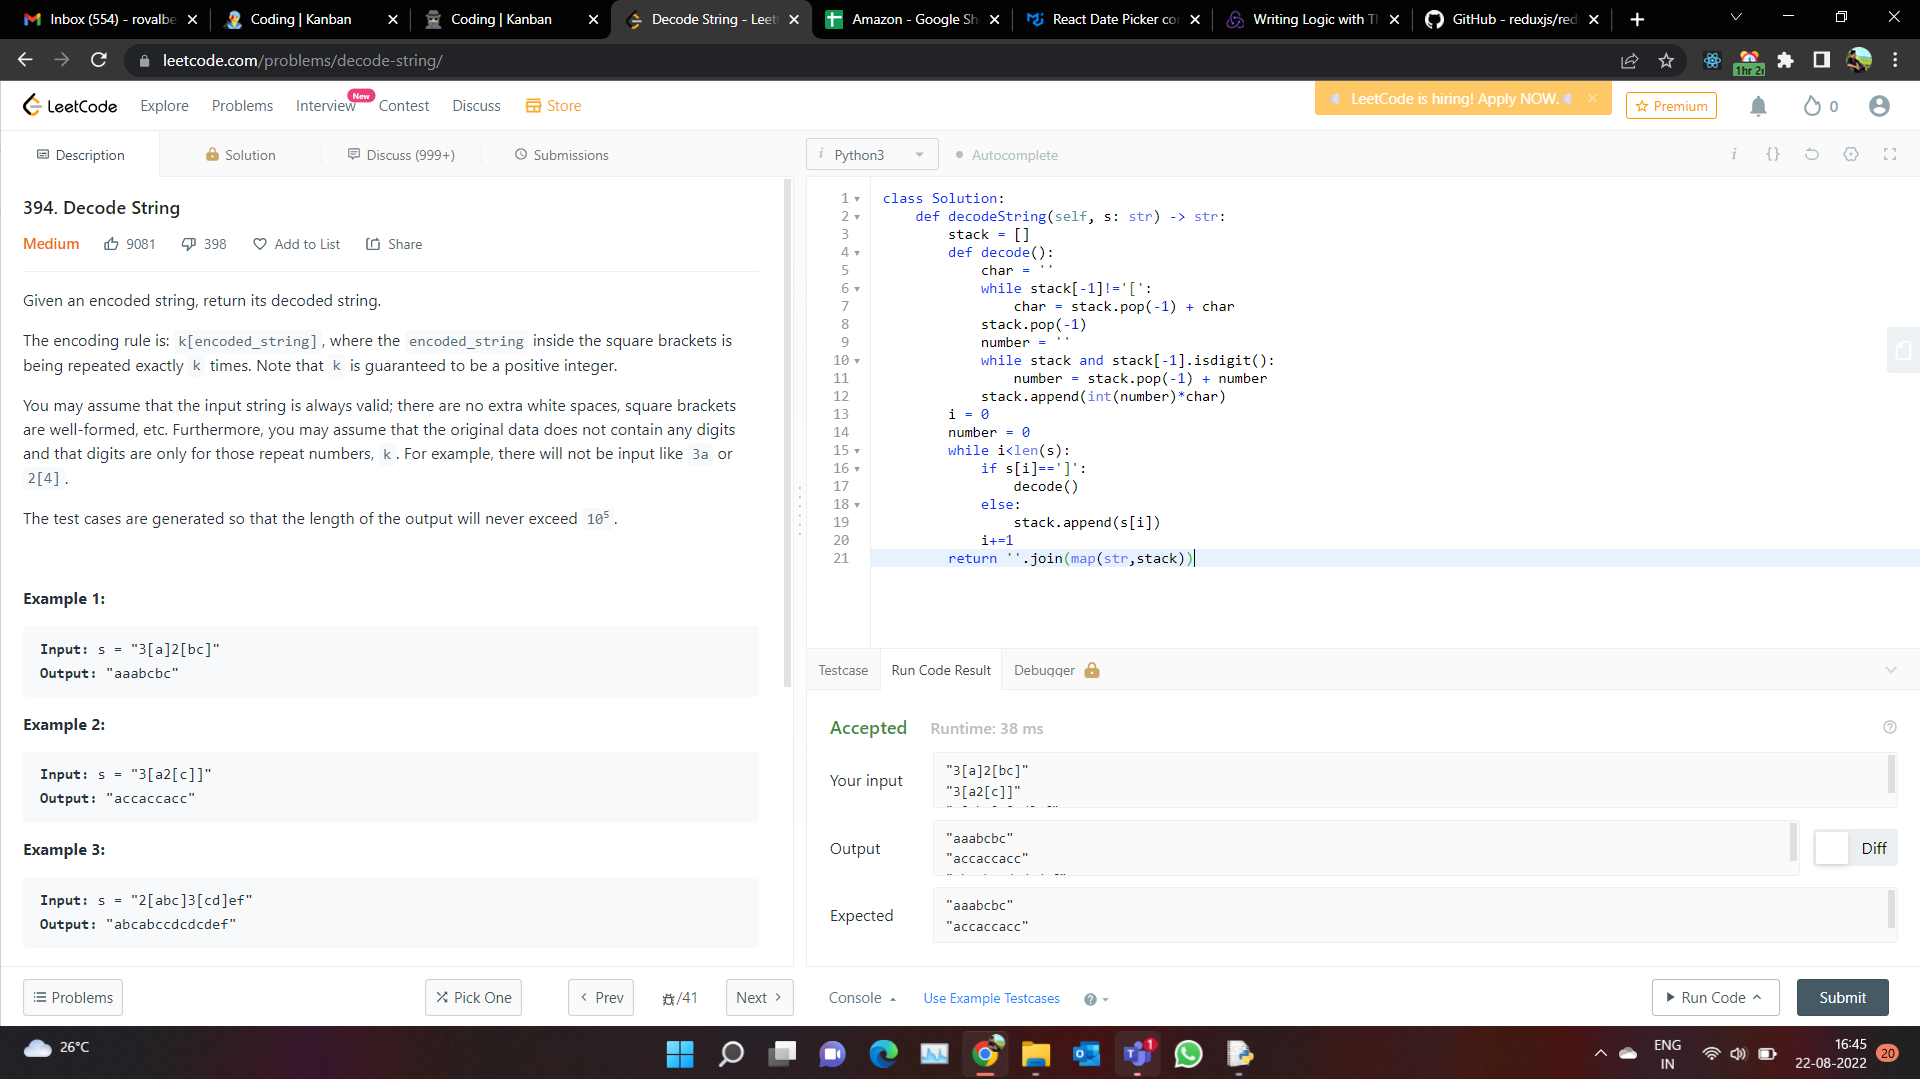 Inbox (554) - rovalbe
Coding | Kanban
Coding | Kanban
Decode String - Leet
Amazon - Google Sh
React Date Picker co
Writing Logic with Th
GitHub - reduxjs/red
leetcode.com/problems/decode-string/
1hr 2
LeetCode
Explore
Problems
Interview
New
Contest
Discuss
Store
LeetCode is hiring! Apply NOW.
Premium
0
Description
Solution
Discuss (999+)
Submissions
i Python3
Autocomplete
i {}
394. Decode String
Medium
9081
398
Add to List
Share
Given an encoded string, return its decoded string.
The encoding rule is: k[encoded_string], where the encoded_string inside the square brackets is
being repeated exactly k times. Note that k is guaranteed to be a positive integer.
You may assume that the input string is always valid; there are no extra white spaces, square brackets
are well-formed, etc. Furthermore, you may assume that the original data does not contain any digits
and that digits are only for those repeat numbers, k. For example, there will not be input like 3a or
2[4].
The test cases are generated so that the length of the output will never exceed 10⁵.
Example 1:
Input: s = "3[a]2[bc]"
Output: "aaabcbc"
Example 2:
Input: s = "3[a2[c]]"
Output: "accaccacc"
Example 3:
Input: s = "2[abc]3[cd]ef"
Output: "abcabccdcdcdef"
1 class Solution:
2 def decodeString(self, s: str) -> str:
3 stack = []
4 def decode():
5 char = ''
6 while stack[-1]!='[':
7 char = stack.pop(-1) + char
8 stack.pop(-1)
9 number = ''
10 while stack and stack[-1].isdigit():
11 number = stack.pop(-1) + number
12 stack.append(int(number)*char)
13 i = 0
14 number = 0
15 while i<len(s):
16 if s[i]==']':
17 decode()
18 else:
19 stack.append(s[i])
20 i+=1
21 return ''.join(map(str,stack))
Testcase
Run Code Result
Debugger
Accepted
Runtime: 38 ms
Your input
"3[a]2[bc]"
"3[a2[c]]"
Output
"aaabcbc"
"accaccacc"
Diff
Expected
"aaabcbc"
"accaccacc"
Problems
Pick One
Prev
/41
Next
Console
Use Example Testcases
Run Code
Submit
26°C
1
ENG
IN
16:45
22-08-2022
20